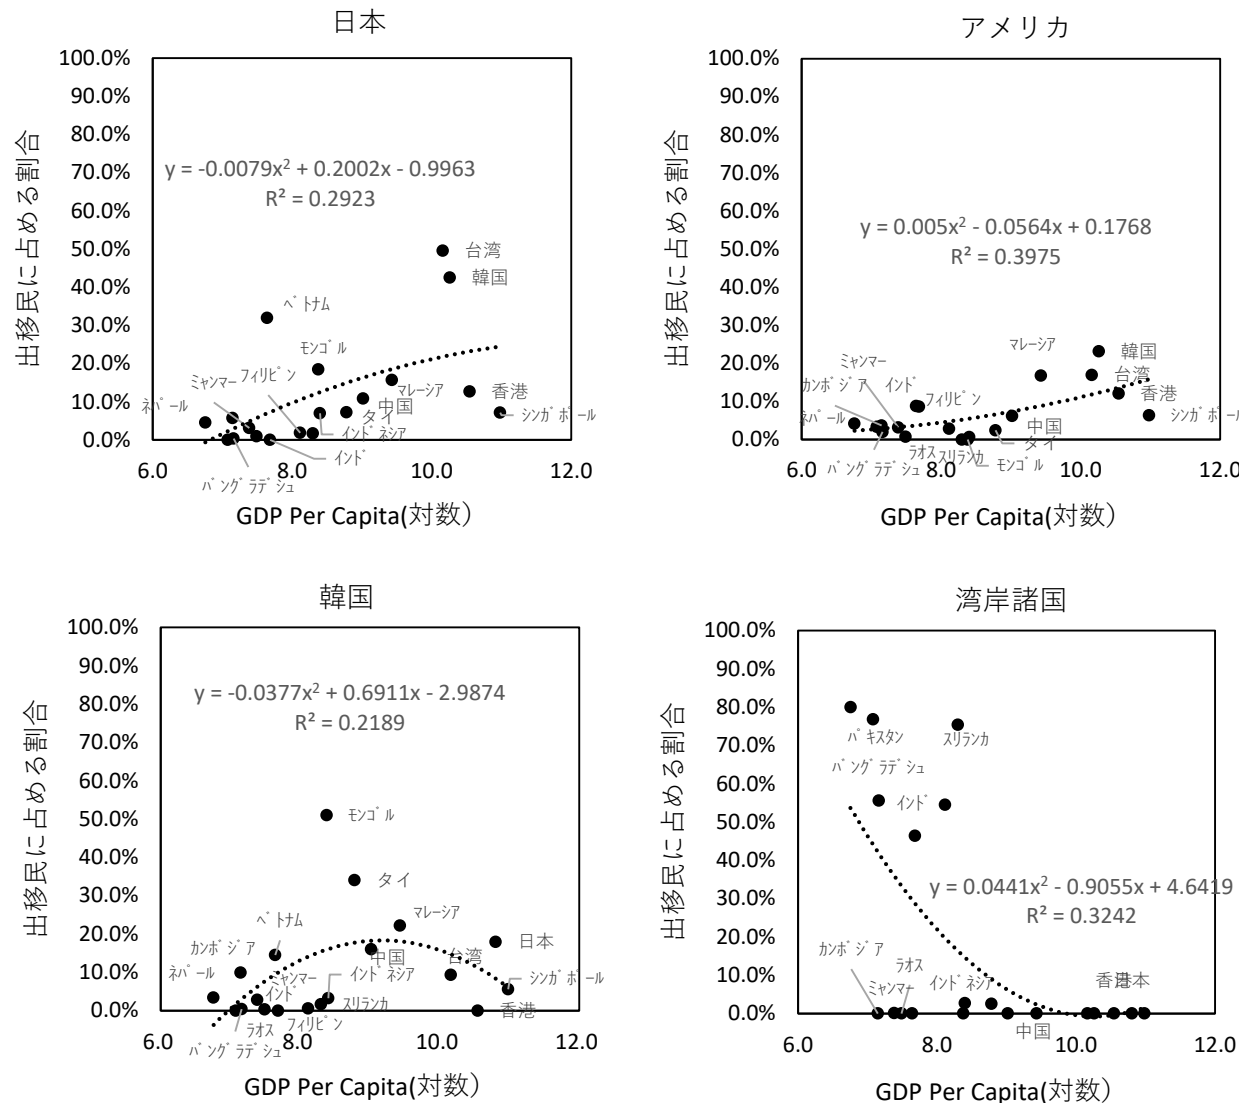 日本
100.0%
90.0%
80.0%
70.0%
60.0%
50.0%
40.0%
30.0%
20.0%
10.0%
0.0%
出移民に占める割合
y = -0.0079x² + 0.2002x - 0.9963
R² = 0.2923
台湾
韓国
ベトナム
モンゴル
ミャンマー
フィリピン
マレーシア
香港
ネパール
中国
タイ
シンガポール
インドネシア
インド
バングラデシュ
6.0 8.0 10.0 12.0
GDP Per Capita(対数)
アメリカ
100.0%
90.0%
80.0%
70.0%
60.0%
50.0%
40.0%
30.0%
20.0%
10.0%
0.0%
出移民に占める割合
y = 0.005x² - 0.0564x + 0.1768
R² = 0.3975
マレーシア
韓国
ミャンマー
台湾
カンボジア
インド
フィリピン
香港
ネパール
シンガポール
中国
タイ
ラオス
スリランカ
モンゴル
バングラデシュ
6.0 8.0 10.0 12.0
GDP Per Capita(対数)
韓国
100.0%
90.0%
80.0%
70.0%
60.0%
50.0%
40.0%
30.0%
20.0%
10.0%
0.0%
出移民に占める割合
y = -0.0377x² + 0.6911x - 2.9874
R² = 0.2189
モンゴル
タイ
ベトナム
マレーシア
カンボジア
日本
ネパール
中国
台湾
ミャンマー
インドネシア
シンガポール
インド
スリランカ
香港
ラオス
フィリピン
バングラデシュ
6.0 8.0 10.0 12.0
GDP Per Capita(対数)
湾岸諸国
100.0%
90.0%
80.0%
70.0%
60.0%
50.0%
40.0%
30.0%
20.0%
10.0%
0.0%
出移民に占める割合
パキスタン
スリランカ
バングラデシュ
インド
y = 0.0441x² - 0.9055x + 4.6419
R² = 0.3242
カンボジア
ラオス
ミャンマー
インドネシア
香港
日本
中国
6.0 8.0 10.0 12.0
GDP Per Capita(対数)